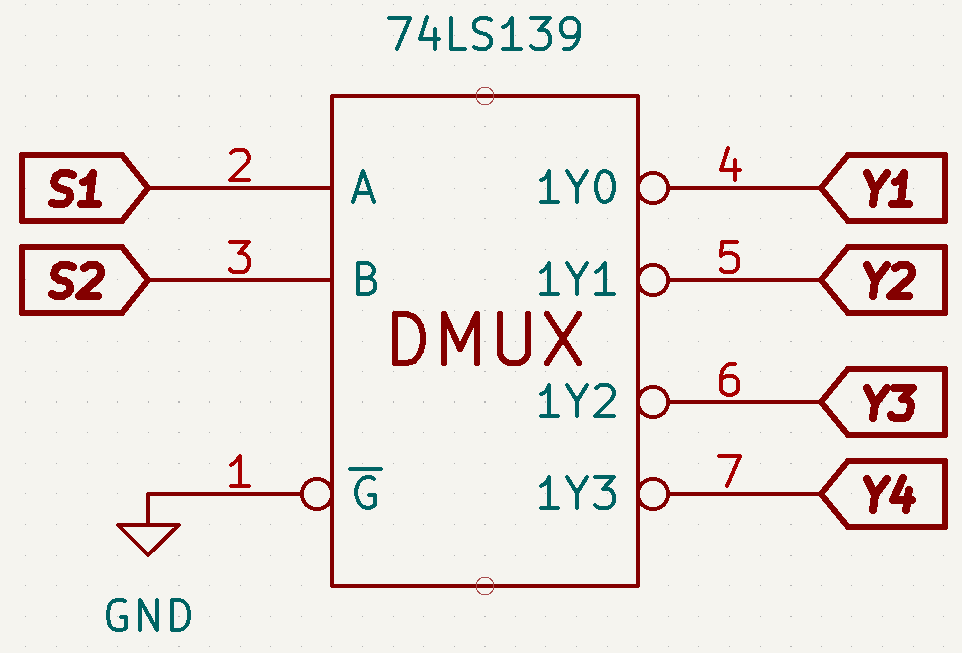 74LS139
S1 2 A 1Y0 4 Y1
S2 3 B 1Y1 5 Y2
DMUX
1Y2 6 Y3
1 G̅ 1Y3 7 Y4
GND